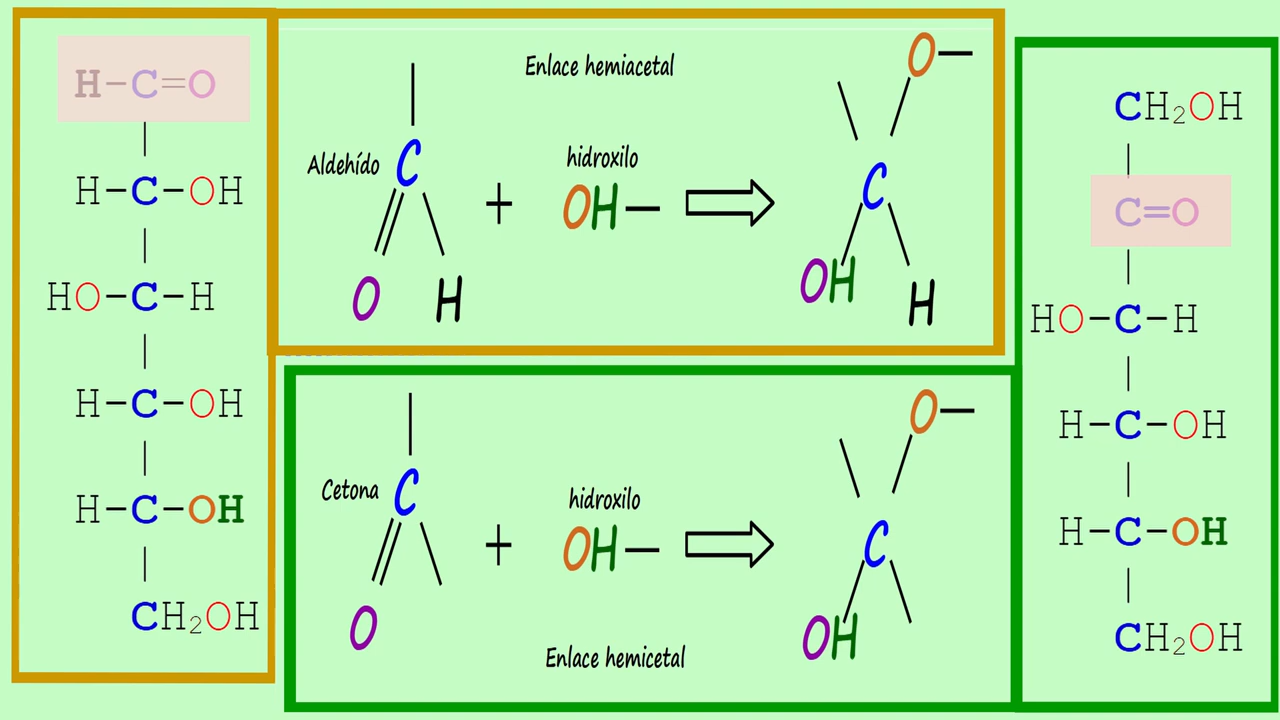 H-C=O
H-C-OH
HO-C-H
H-C-OH
H-C-OH
CH₂OH
Enlace hemiacetal
Aldehído
C
O
H
+
hidroxilo
OH
O
C
OH
H
Cetona
C
O
+
hidroxilo
OH
O
C
OH
Enlace hemicetal
CH₂OH
C=O
HO-C-H
H-C-OH
H-C-OH
CH₂OH